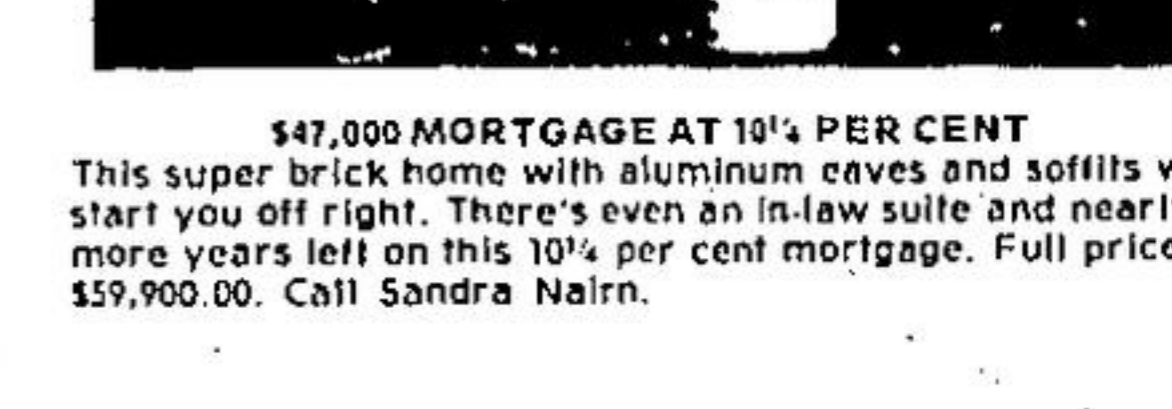 $47,000 MORTGAGE AT 10¼ PER CENT
This super brick home with aluminum eaves and soffits
start you off right. There's even an in-law suite and
more years left on this 10¼ per cent mortgage. Full price
$59,900.00. Call Sandra Nairn.